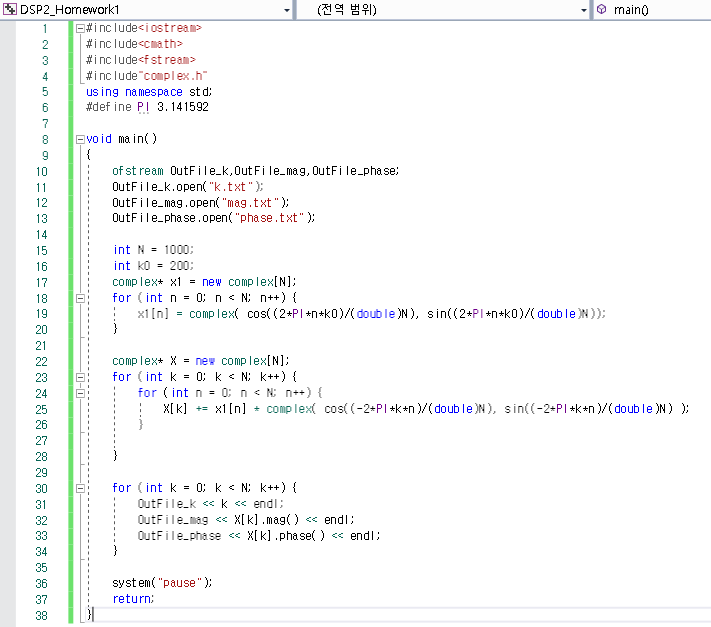 DSP2_Homework1 (전역 범위) main()
1 #include<iostream>
2 #include<cmath>
3 #include<fstream>
4 #include"complex.h"
5 using namespace std;
6 #define PI 3.141592
7
8 void main()
9 {
10 ofstream OutFile_k,OutFile_mag,OutFile_phase;
11 OutFile_k.open("k.txt");
12 OutFile_mag.open("mag.txt");
13 OutFile_phase.open("phase.txt");
14
15 int N = 1000;
16 int k0 = 200;
17 complex* x1 = new complex[N];
18 for (int n = 0; n < N; n++) {
19 x1[n] = complex( cos((2*PI*n*k0)/(double)N), sin((2*PI*n*k0)/(double)N));
20 }
21
22 complex* X = new complex[N];
23 for (int k = 0; k < N; k++) {
24 for (int n = 0; n < N; n++) {
25 X[k] += x1[n] * complex( cos((-2*PI*k*n)/(double)N), sin((-2*PI*k*n)/(double)N) );
26 }
27
28 }
29
30 for (int k = 0; k < N; k++) {
31 OutFile_k << k << endl;
32 OutFile_mag << X[k].mag() << endl;
33 OutFile_phase << X[k].phase() << endl;
34 }
35
36 system("pause");
37 return;
38 }